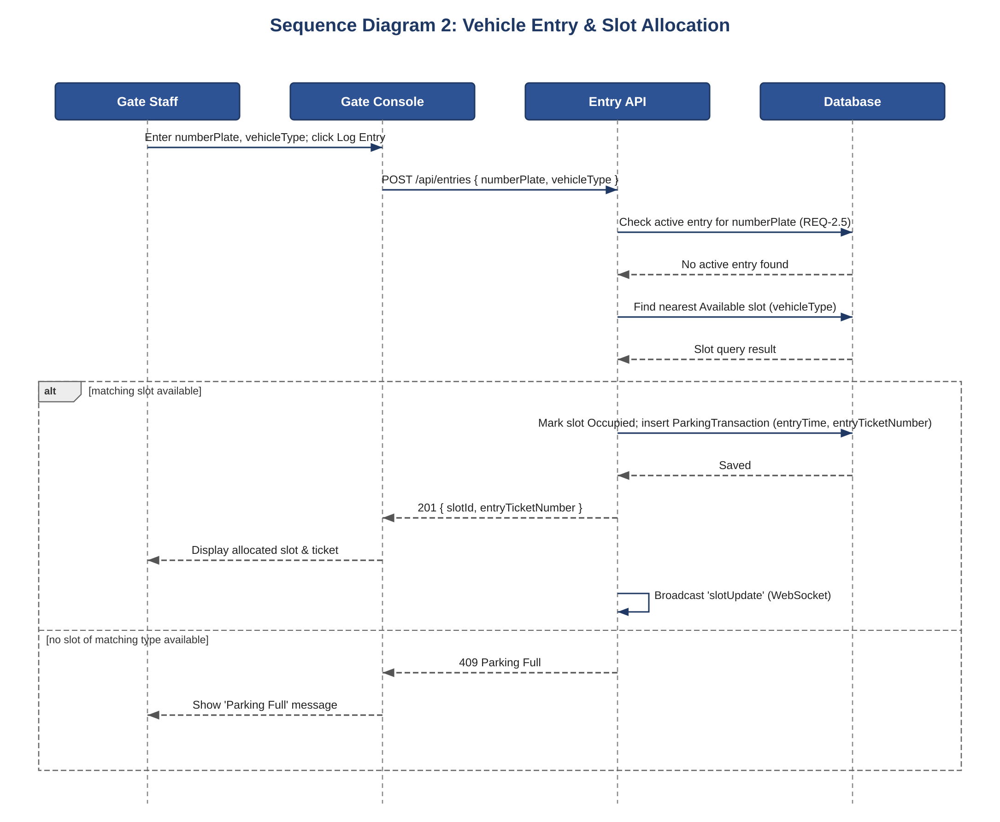 Sequence Diagram 2: Vehicle Entry & Slot Allocation
Gate Staff
Gate Console
Entry API
Database
Enter numberPlate, vehicleType; click Log Entry
POST /api/entries { numberPlate, vehicleType }
Check active entry for numberPlate (REQ-2.5)
No active entry found
Find nearest Available slot (vehicleType)
Slot query result
alt
[matching slot available]
Mark slot Occupied; insert ParkingTransaction (entryTime, entryTicketNumber)
Saved
201 { slotId, entryTicketNumber }
Display allocated slot & ticket
Broadcast 'slotUpdate' (WebSocket)
[no slot of matching type available]
409 Parking Full
Show 'Parking Full' message